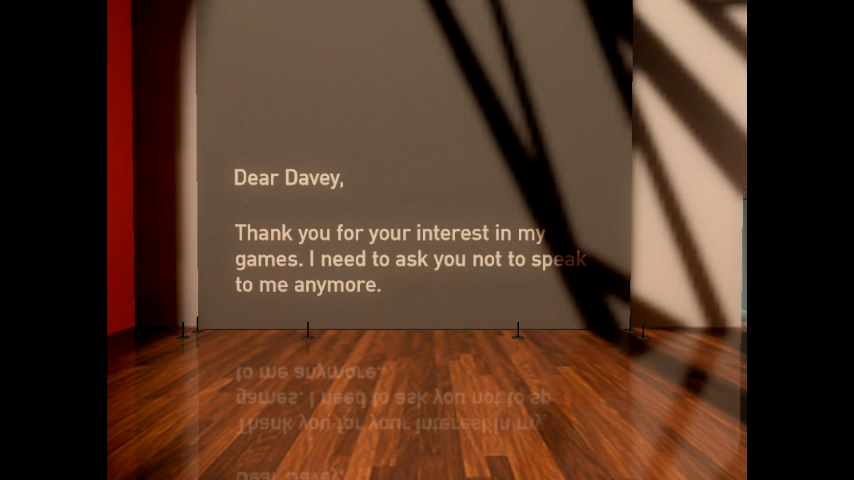 Dear Davey,
Thank you for your interest in my
games. I need to ask you not to speak
to me anymore.